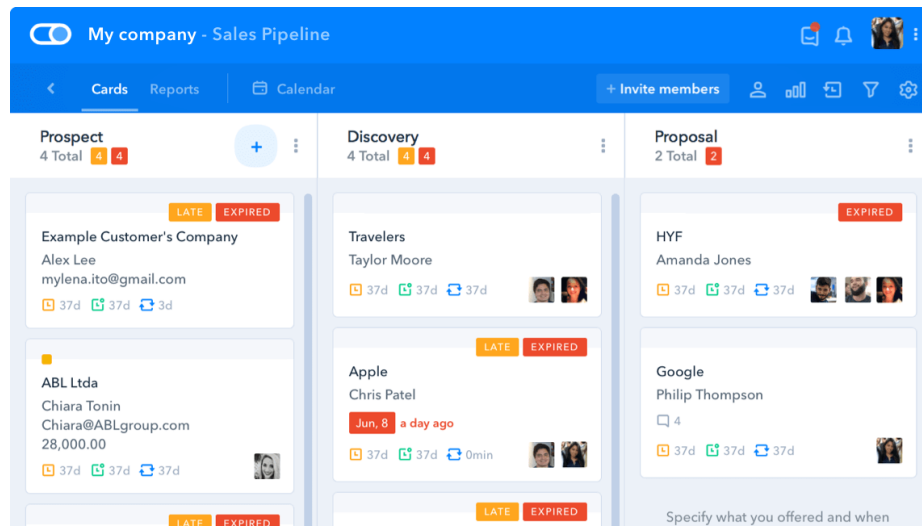 My company - Sales Pipeline
Cards Reports Calendar + Invite members
Prospect
4 Total 4 4
LATE EXPIRED
Example Customer's Company
Alex Lee
mylena.ito@gmail.com
37d 37d 3d
ABL Ltda
Chiara Tonin
Chiara@ABLgroup.com
28,000.00
37d 37d 37d
LATE EXPIRED
Discovery
4 Total 4 4
Travelers
Taylor Moore
37d 37d 37d
LATE EXPIRED
Apple
Chris Patel
Jun, 8 a day ago
37d 37d 0min
LATE EXPIRED
Proposal
2 Total 2
EXPIRED
HYF
Amanda Jones
37d 37d 37d
Google
Philip Thompson
4
37d 37d 37d
Specify what you offered and when